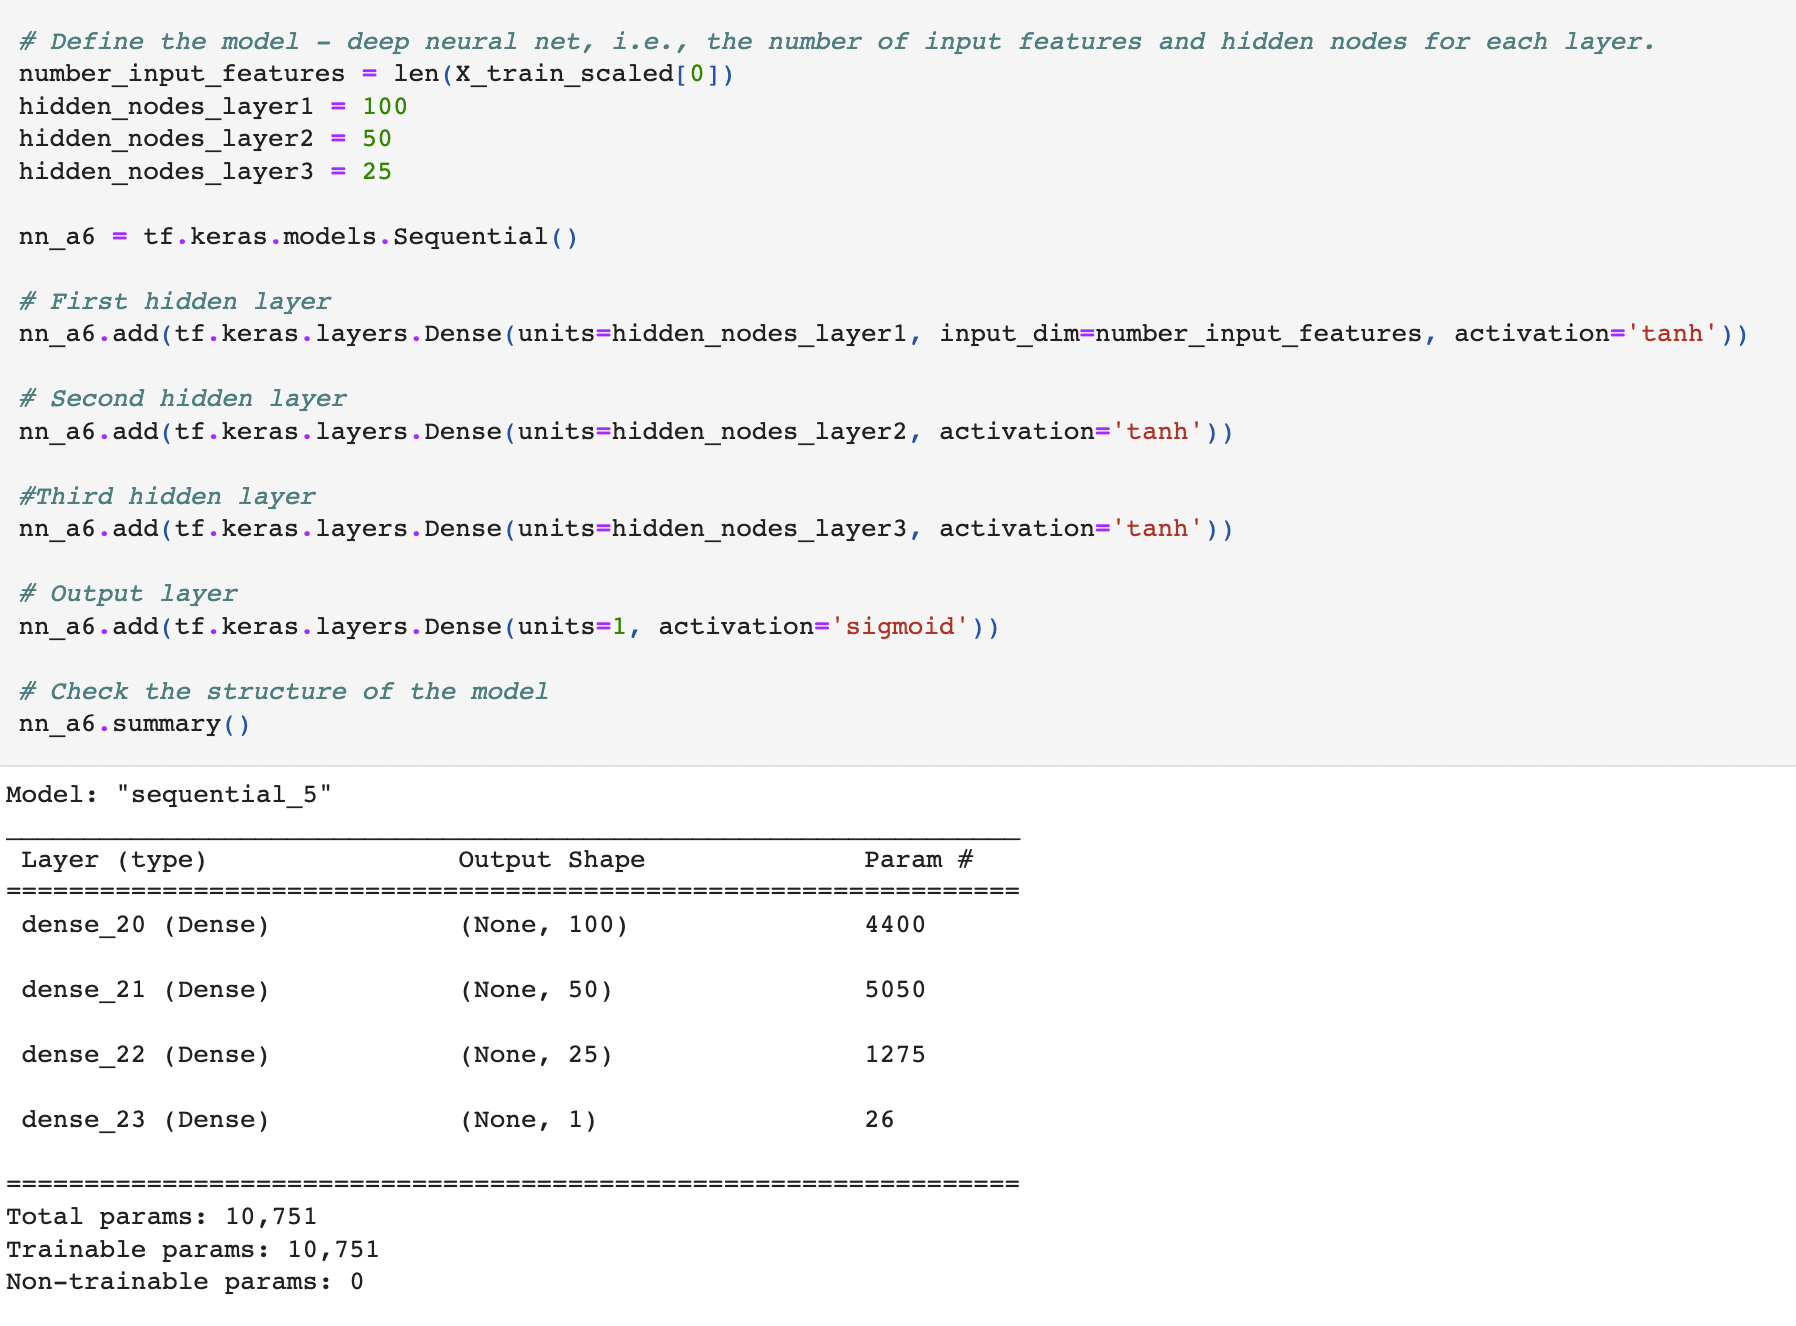 # Define the model - deep neural net, i.e., the number of input features and hidden nodes for each layer.
number_input_features = len(X_train_scaled[0])
hidden_nodes_layer1 = 100
hidden_nodes_layer2 = 50
hidden_nodes_layer3 = 25
nn_a6 = tf.keras.models.Sequential()
# First hidden layer
nn_a6.add(tf.keras.layers.Dense(units=hidden_nodes_layer1, input_dim=number_input_features, activation='tanh'))
# Second hidden layer
nn_a6.add(tf.keras.layers.Dense(units=hidden_nodes_layer2, activation='tanh'))
#Third hidden layer
nn_a6.add(tf.keras.layers.Dense(units=hidden_nodes_layer3, activation='tanh'))
# Output layer
nn_a6.add(tf.keras.layers.Dense(units=1, activation='sigmoid'))
# Check the structure of the model
nn_a6.summary()
Model: "sequential_5"
_________________________________________________________________
Layer (type) Output Shape Param #
=================================================================
dense_20 (Dense) (None, 100) 4400
dense_21 (Dense) (None, 50) 5050
dense_22 (Dense) (None, 25) 1275
dense_23 (Dense) (None, 1) 26
=================================================================
Total params: 10,751
Trainable params: 10,751
Non-trainable params: 0